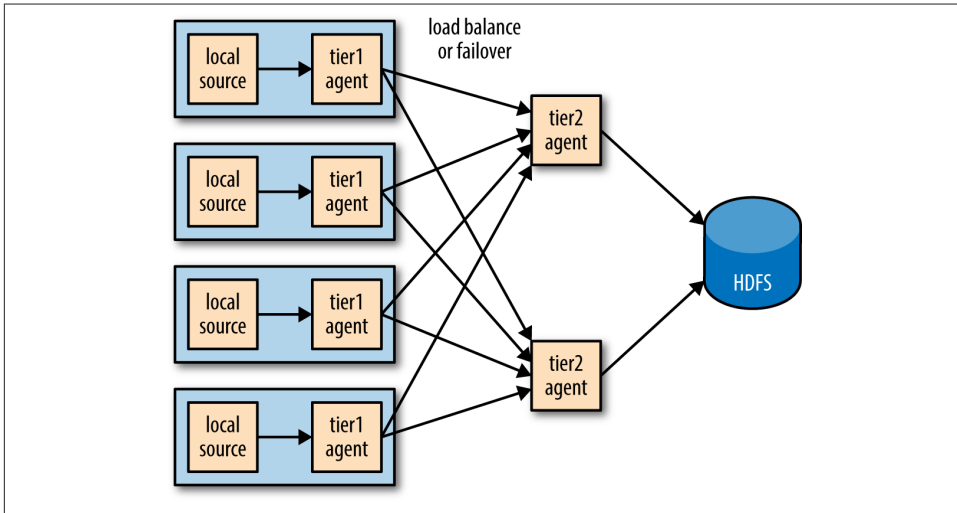 load balance
or failover
local
source
tier1
agent
local
source
tier1
agent
local
source
tier1
agent
local
source
tier1
agent
tier2
agent
tier2
agent
HDFS